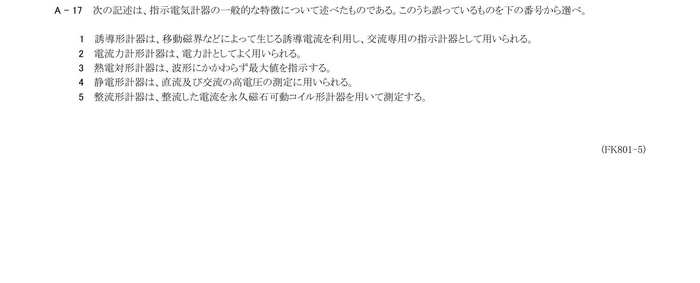 A － 17　次の記述は、指示電気計器の一般的な特徴について述べたものである。このうち誤っているものを下の番号から選べ。
1　誘導形計器は、移動磁界などによって生じる誘導電流を利用し、交流専用の指示計器として用いられる。
2　電流力計形計器は、電力計としてよく用いられる。
3　熱電対形計器は、波形にかかわらず最大値を指示する。
4　静電形計器は、直流及び交流の高電圧の測定に用いられる。
5　整流形計器は、整流した電流を永久磁石可動コイル形計器を用いて測定する。
(FK801-5)